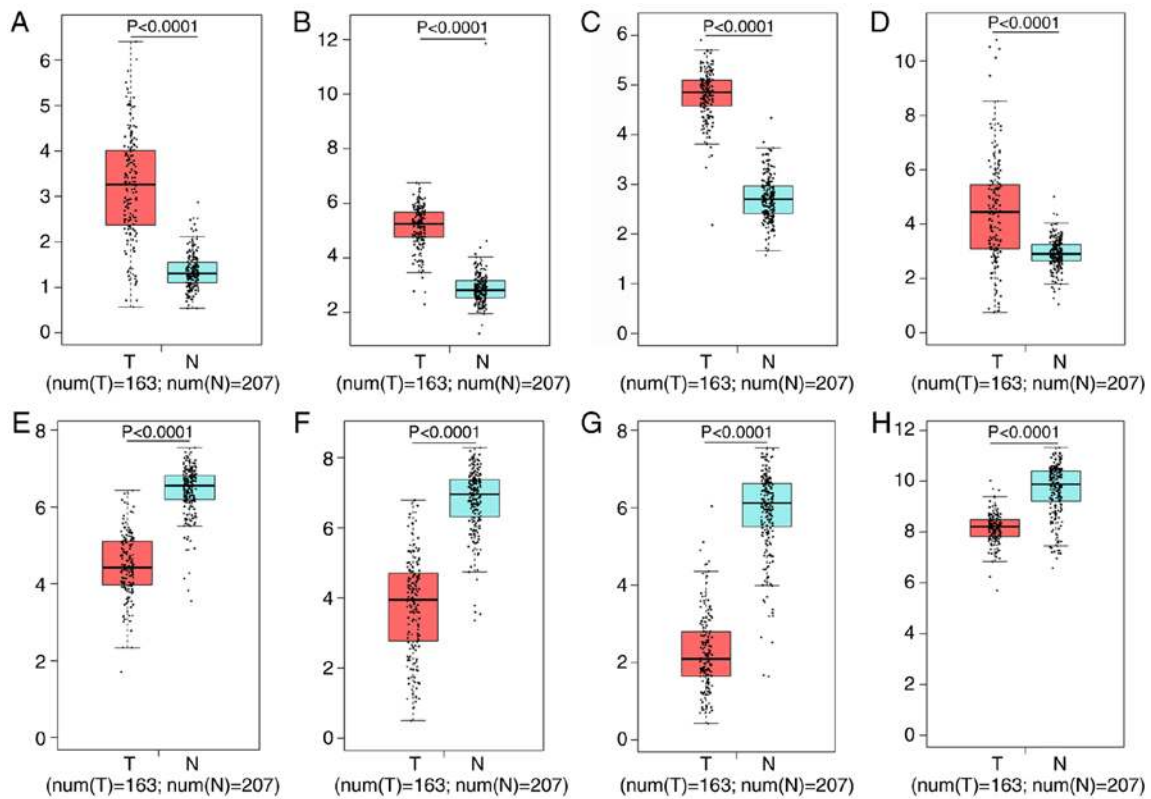 A
P<0.0001
6
5
4
3
2
1
0
T N
(num(T)=163; num(N)=207)
B
P<0.0001
12
10
8
6
4
2
T N
(num(T)=163; num(N)=207)
C
P<0.0001
6
5
4
3
2
1
0
T N
(num(T)=163; num(N)=207)
D
P<0.0001
10
8
6
4
2
0
T N
(num(T)=163; num(N)=207)
E
P<0.0001
8
6
4
2
0
T N
(num(T)=163; num(N)=207)
F
P<0.0001
8
6
4
2
0
T N
(num(T)=163; num(N)=207)
G
P<0.0001
8
6
4
2
0
T N
(num(T)=163; num(N)=207)
H
P<0.0001
12
10
8
6
4
2
0
T N
(num(T)=163; num(N)=207)